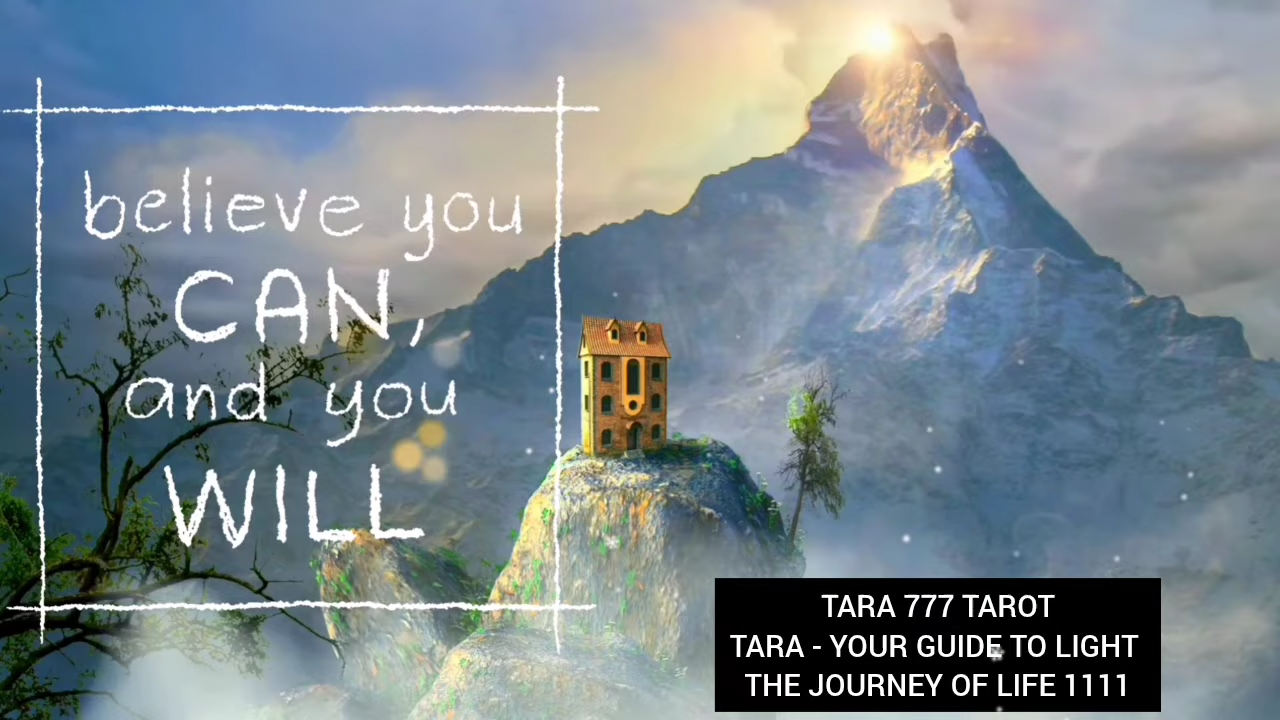 believe you
CAN,
and you
WILL
TARA 777 TAROT
TARA - YOUR GUIDE TO LIGHT
THE JOURNEY OF LIFE 1111